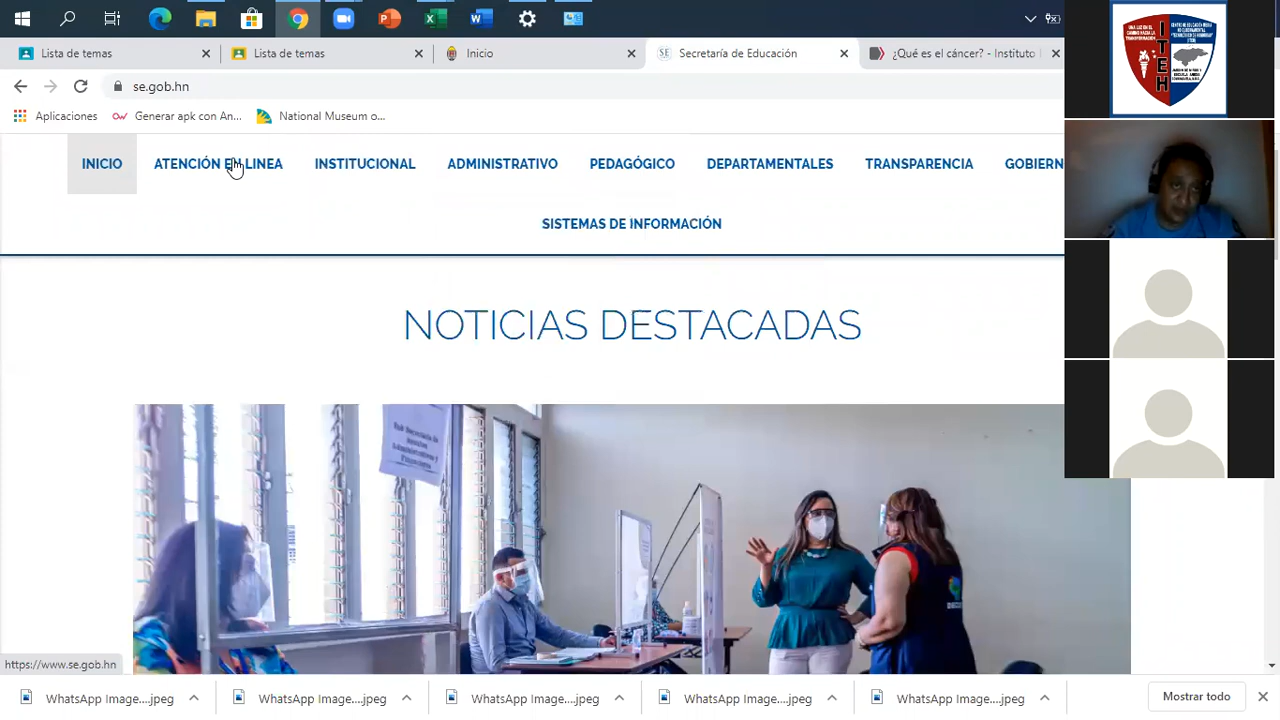 Lista de temas
Lista de temas
Inicio
Secretaría de Educación
¿Qué es el cáncer? - Instituto
se.gob.hn
Aplicaciones
Generar apk con An...
National Museum o...
INICIO
ATENCIÓN EN LINEA
INSTITUCIONAL
ADMINISTRATIVO
PEDAGÓGICO
DEPARTAMENTALES
TRANSPARENCIA
GOBIERN
SISTEMAS DE INFORMACIÓN
NOTICIAS DESTACADAS
https://www.se.gob.hn
WhatsApp Image....jpeg
WhatsApp Image....jpeg
WhatsApp Image....jpeg
WhatsApp Image....jpeg
WhatsApp Image....jpeg
Mostrar todo
ITEH